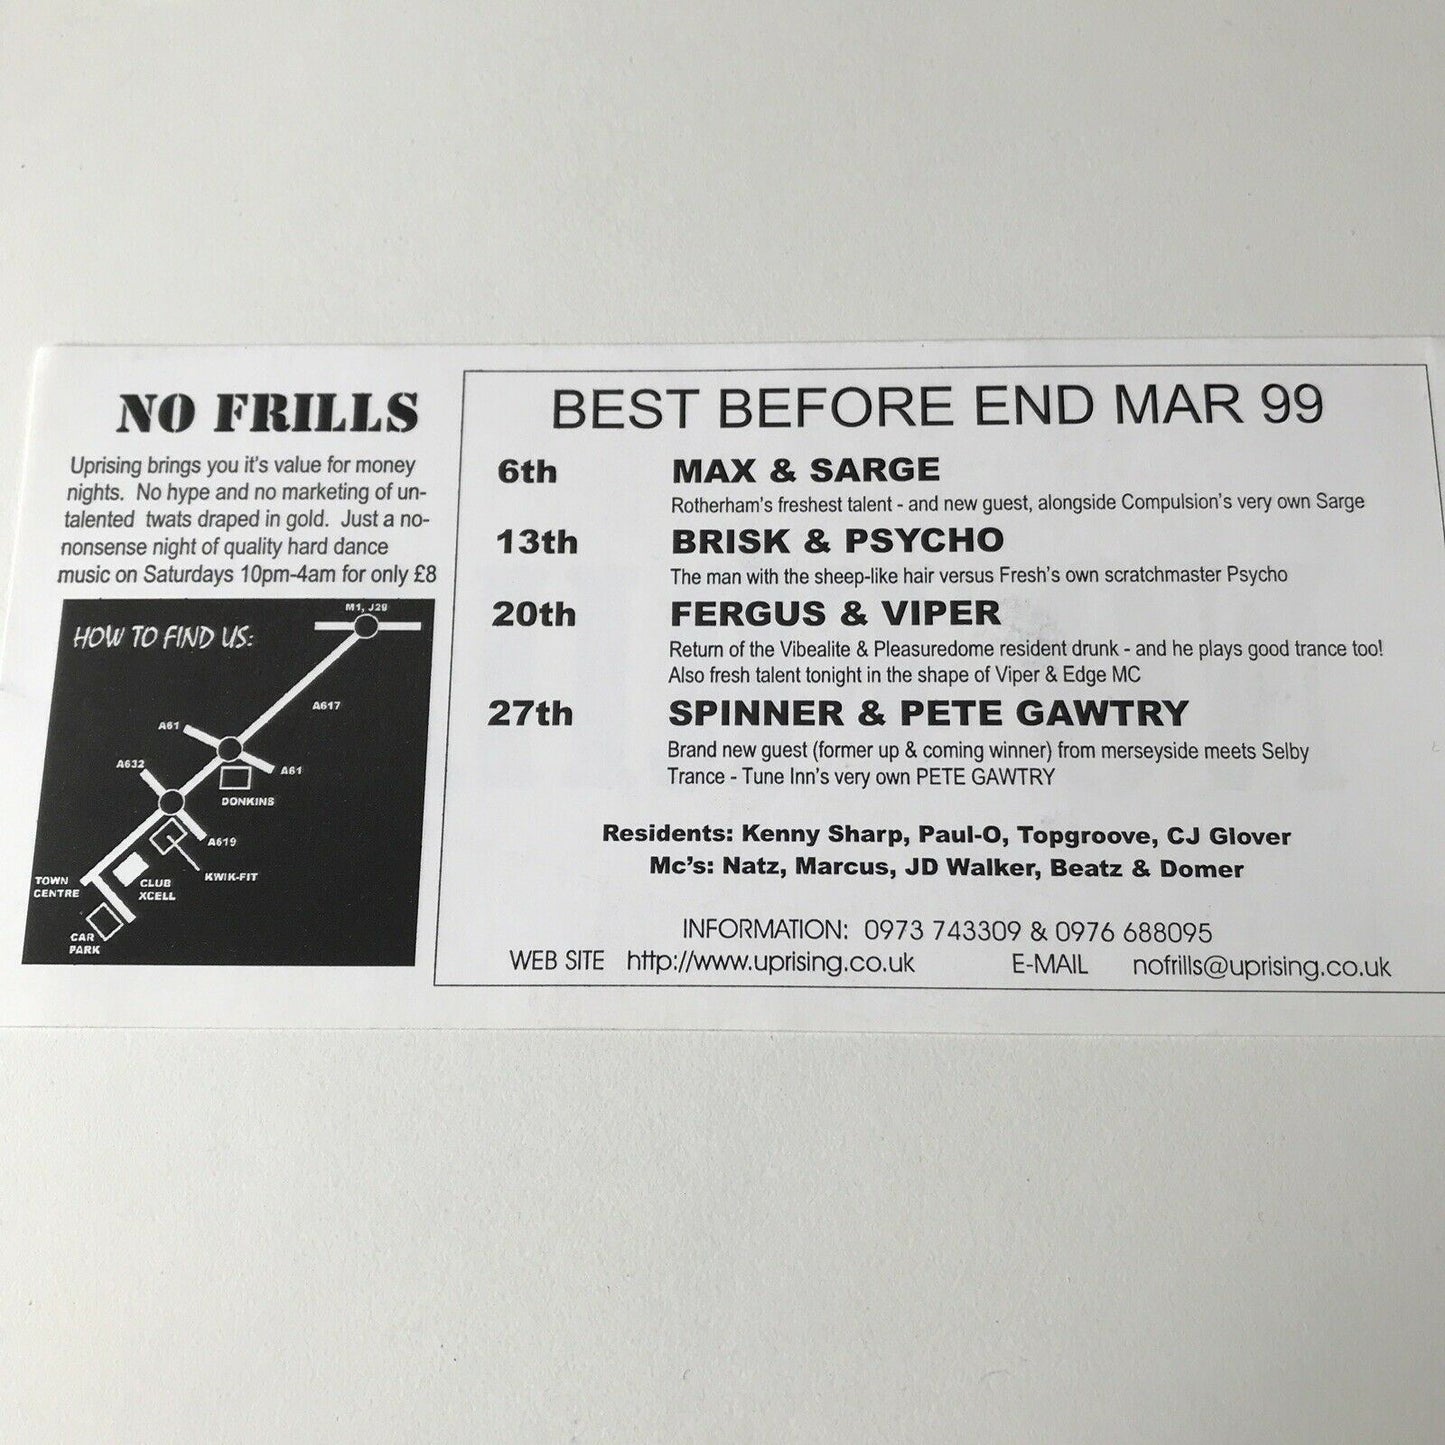 NO FRILLS
Uprising brings you it's value for money
nights. No hype and no marketing of un-
talented twats draped in gold. Just a no-
nonsense night of quality hard dance
music on Saturdays 10pm-4am for only £8
HOW TO FIND US:
M1, J29
A617
A61
A61
A632
DONKINS
A619
KWIK-FIT
TOWN
CENTRE
CLUB
XCELL
CAR
PARK
BEST BEFORE END MAR 99
6th MAX & SARGE
Rotherham's freshest talent - and new guest, alongside Compulsion's very own Sarge
13th BRISK & PSYCHO
The man with the sheep-like hair versus Fresh's own scratchmaster Psycho
20th FERGUS & VIPER
Return of the Vibealite & Pleasuredome resident drunk - and he plays good trance too!
Also fresh talent tonight in the shape of Viper & Edge MC
27th SPINNER & PETE GAWTRY
Brand new guest (former up & coming winner) from merseyside meets Selby
Trance - Tune Inn's very own PETE GAWTRY
Residents: Kenny Sharp, Paul-O, Topgroove, CJ Glover
Mc's: Natz, Marcus, JD Walker, Beatz & Domer
INFORMATION: 0973 743309 & 0976 688095
WEB SITE http://www.uprising.co.uk E-MAIL nofrills@uprising.co.uk